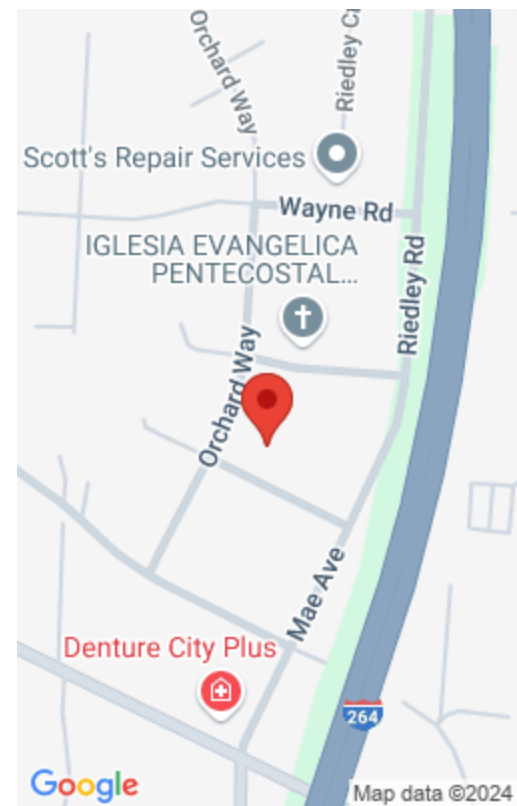 Orchard Way
Riedley Ci
Scott's Repair Services
Wayne Rd
IGLESIA EVANGELICA
PENTECOSTAL...
Riedley Rd
Orchard Way
Mae Ave
Denture City Plus
264
Google
Map data ©2024